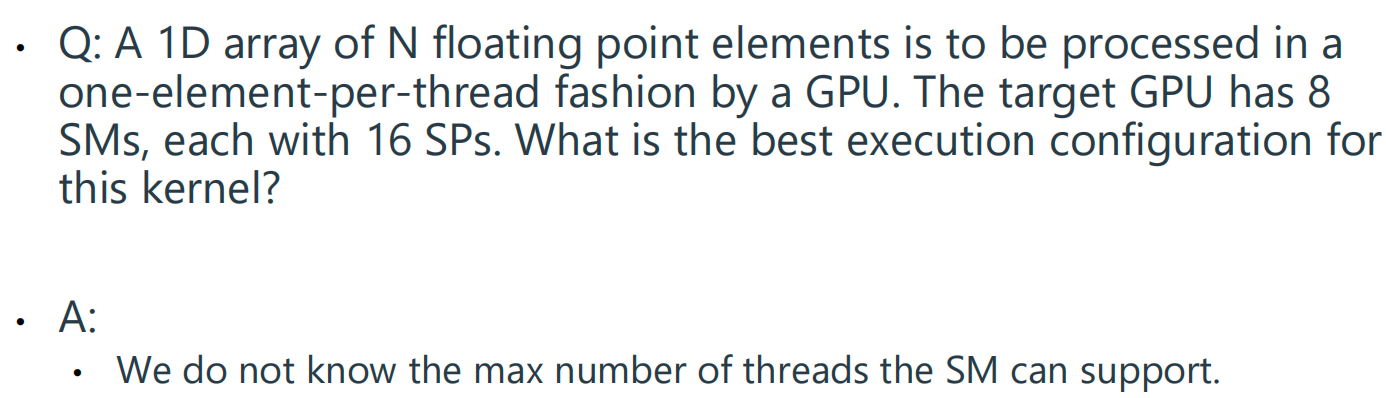 • Q: A 1D array of N floating point elements is to be processed in a
one-element-per-thread fashion by a GPU. The target GPU has 8
SMs, each with 16 SPs. What is the best execution configuration for
this kernel?
• A:
• We do not know the max number of threads the SM can support.